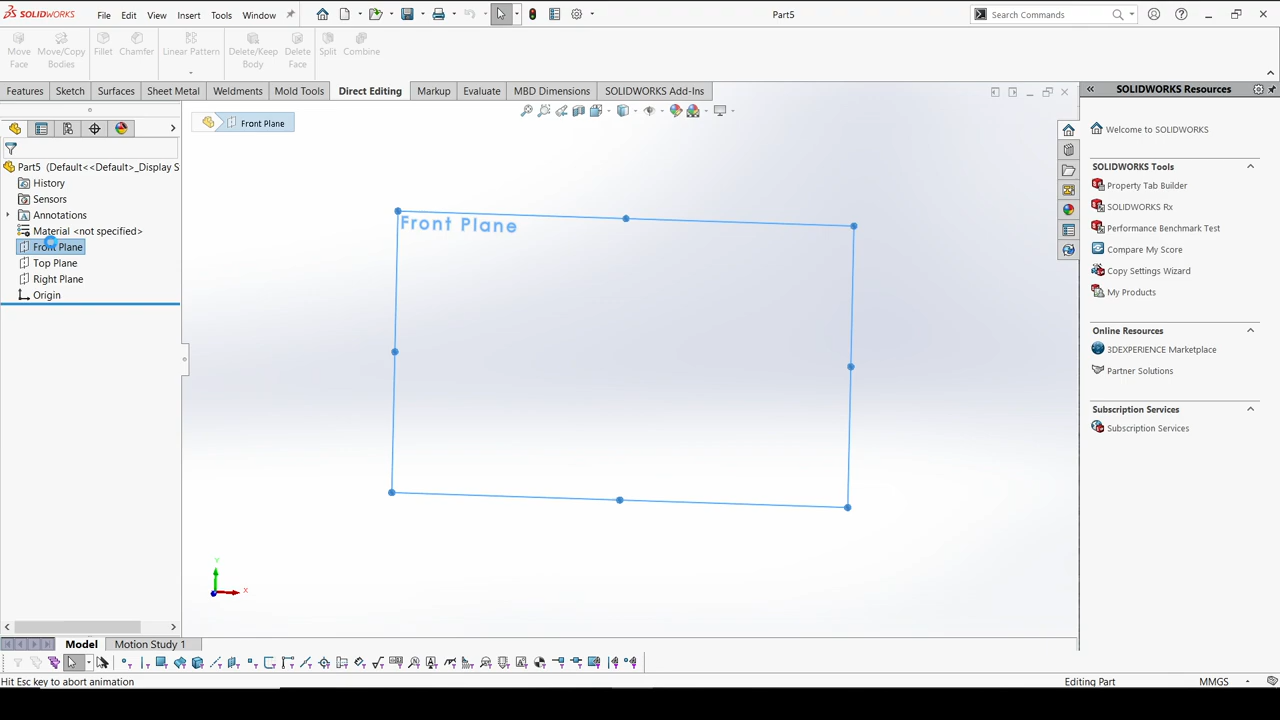 SOLIDWORKS File Edit View Insert Tools Window Part5 Search Commands
Move Face Move/Copy Bodies Fillet Chamfer Linear Pattern Delete/Keep Body Delete Face Split Combine
Features Sketch Surfaces Sheet Metal Weldments Mold Tools Direct Editing Markup Evaluate MBD Dimensions SOLIDWORKS Add-Ins
SOLIDWORKS Resources
Front Plane
Part5 (Default<<Default>_Display S
History
Sensors
Annotations
Material <not specified>
Front Plane
Top Plane
Right Plane
Origin
Front Plane
Y
X
Welcome to SOLIDWORKS
SOLIDWORKS Tools
Property Tab Builder
SOLIDWORKS Rx
Performance Benchmark Test
Compare My Score
Copy Settings Wizard
My Products
Online Resources
3DEXPERIENCE Marketplace
Partner Solutions
Subscription Services
Subscription Services
Model Motion Study 1
Hit Esc key to abort animation Editing Part MMGS